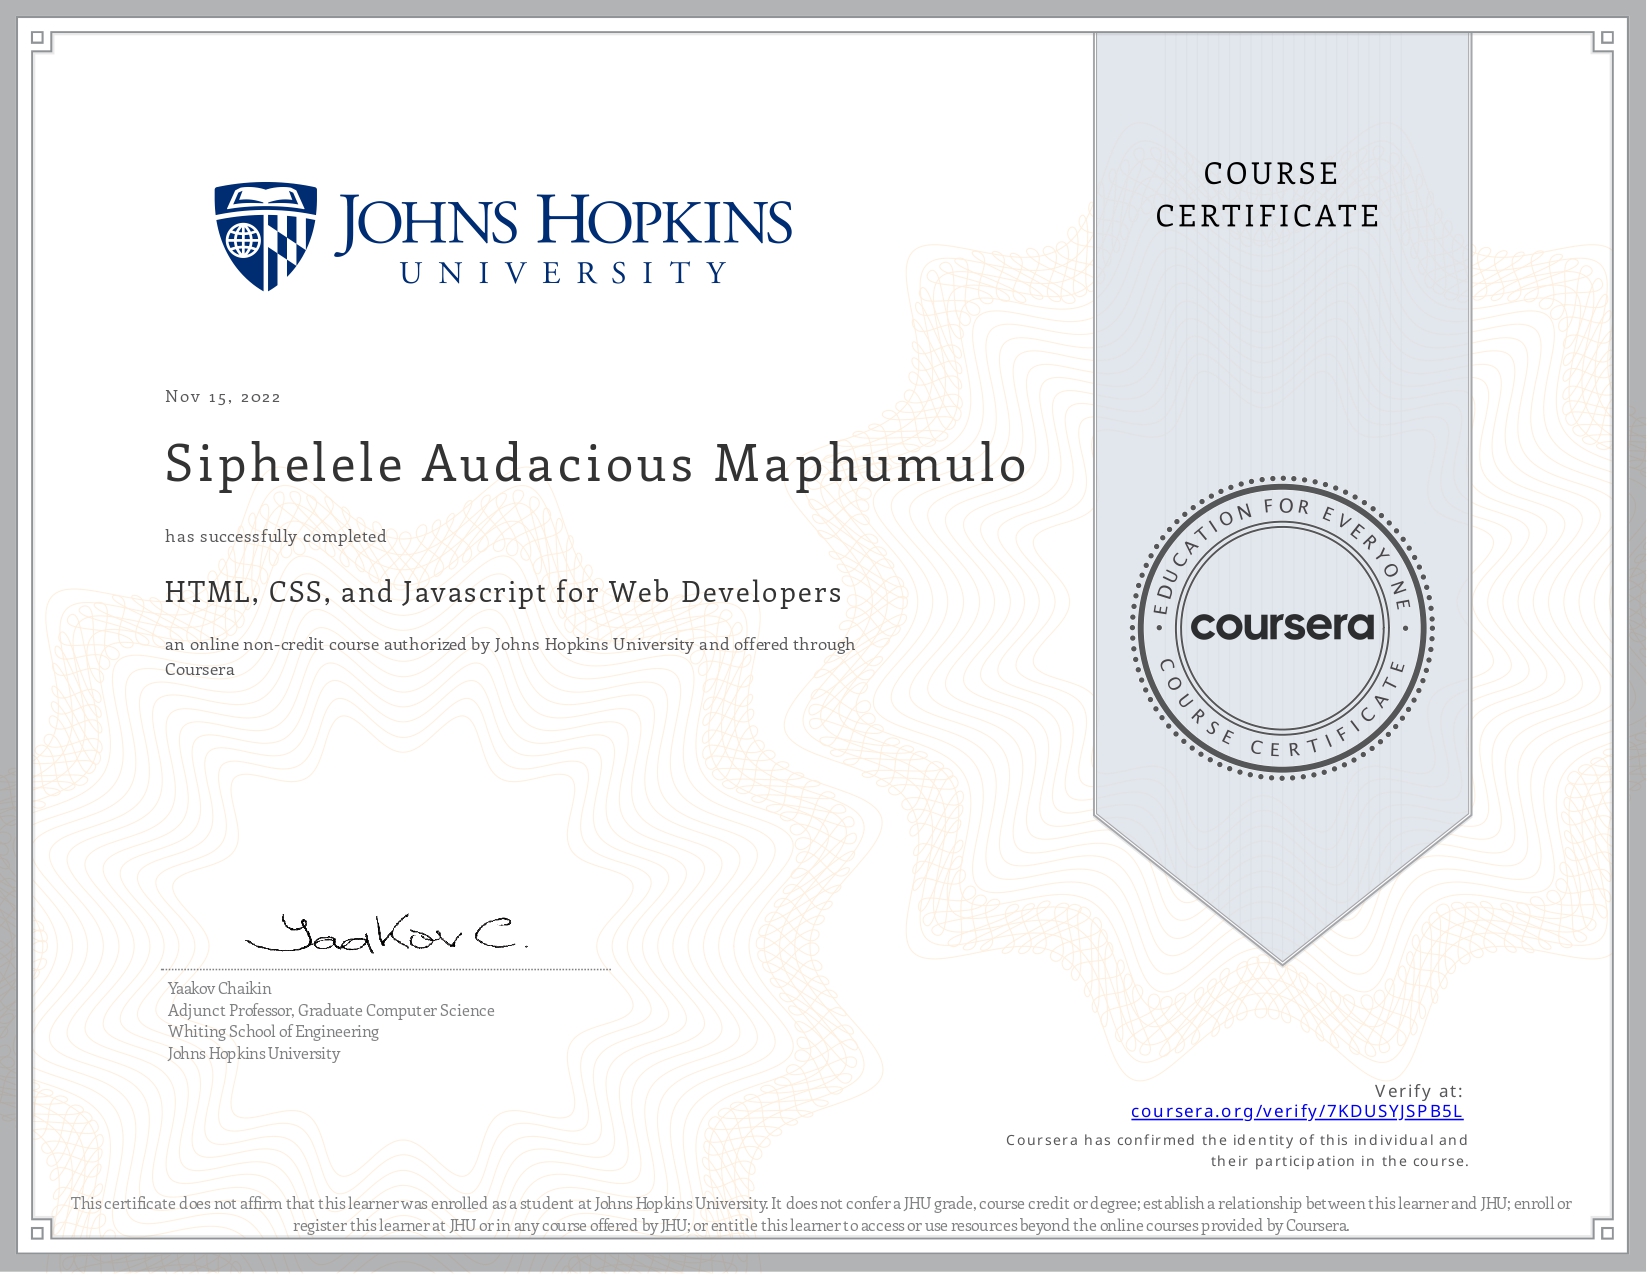 JOHNS HOPKINS
UNIVERSITY
COURSE
CERTIFICATE
Nov 15, 2022
Siphelele Audacious Maphumulo
has successfully completed
HTML, CSS, and Javascript for Web Developers
an online non-credit course authorized by Johns Hopkins University and offered through
Coursera
EDUCATION FOR EVERYONE
coursera
COURSE CERTIFICATE
Yaakov C.
Yaakov Chaikin
Adjunct Professor, Graduate Computer Science
Whiting School of Engineering
Johns Hopkins University
Verify at:
coursera.org/verify/7KDUSYJSPB5L
Coursera has confirmed the identity of this individual and
their participation in the course.
This certificate does not affirm that this learner was enrolled as a student at Johns Hopkins University. It does not confer a JHU grade, course credit or degree; establish a relationship between this learner and JHU; enroll or
register this learner at JHU or in any course offered by JHU; or entitle this learner to access or use resources beyond the online courses provided by Coursera.